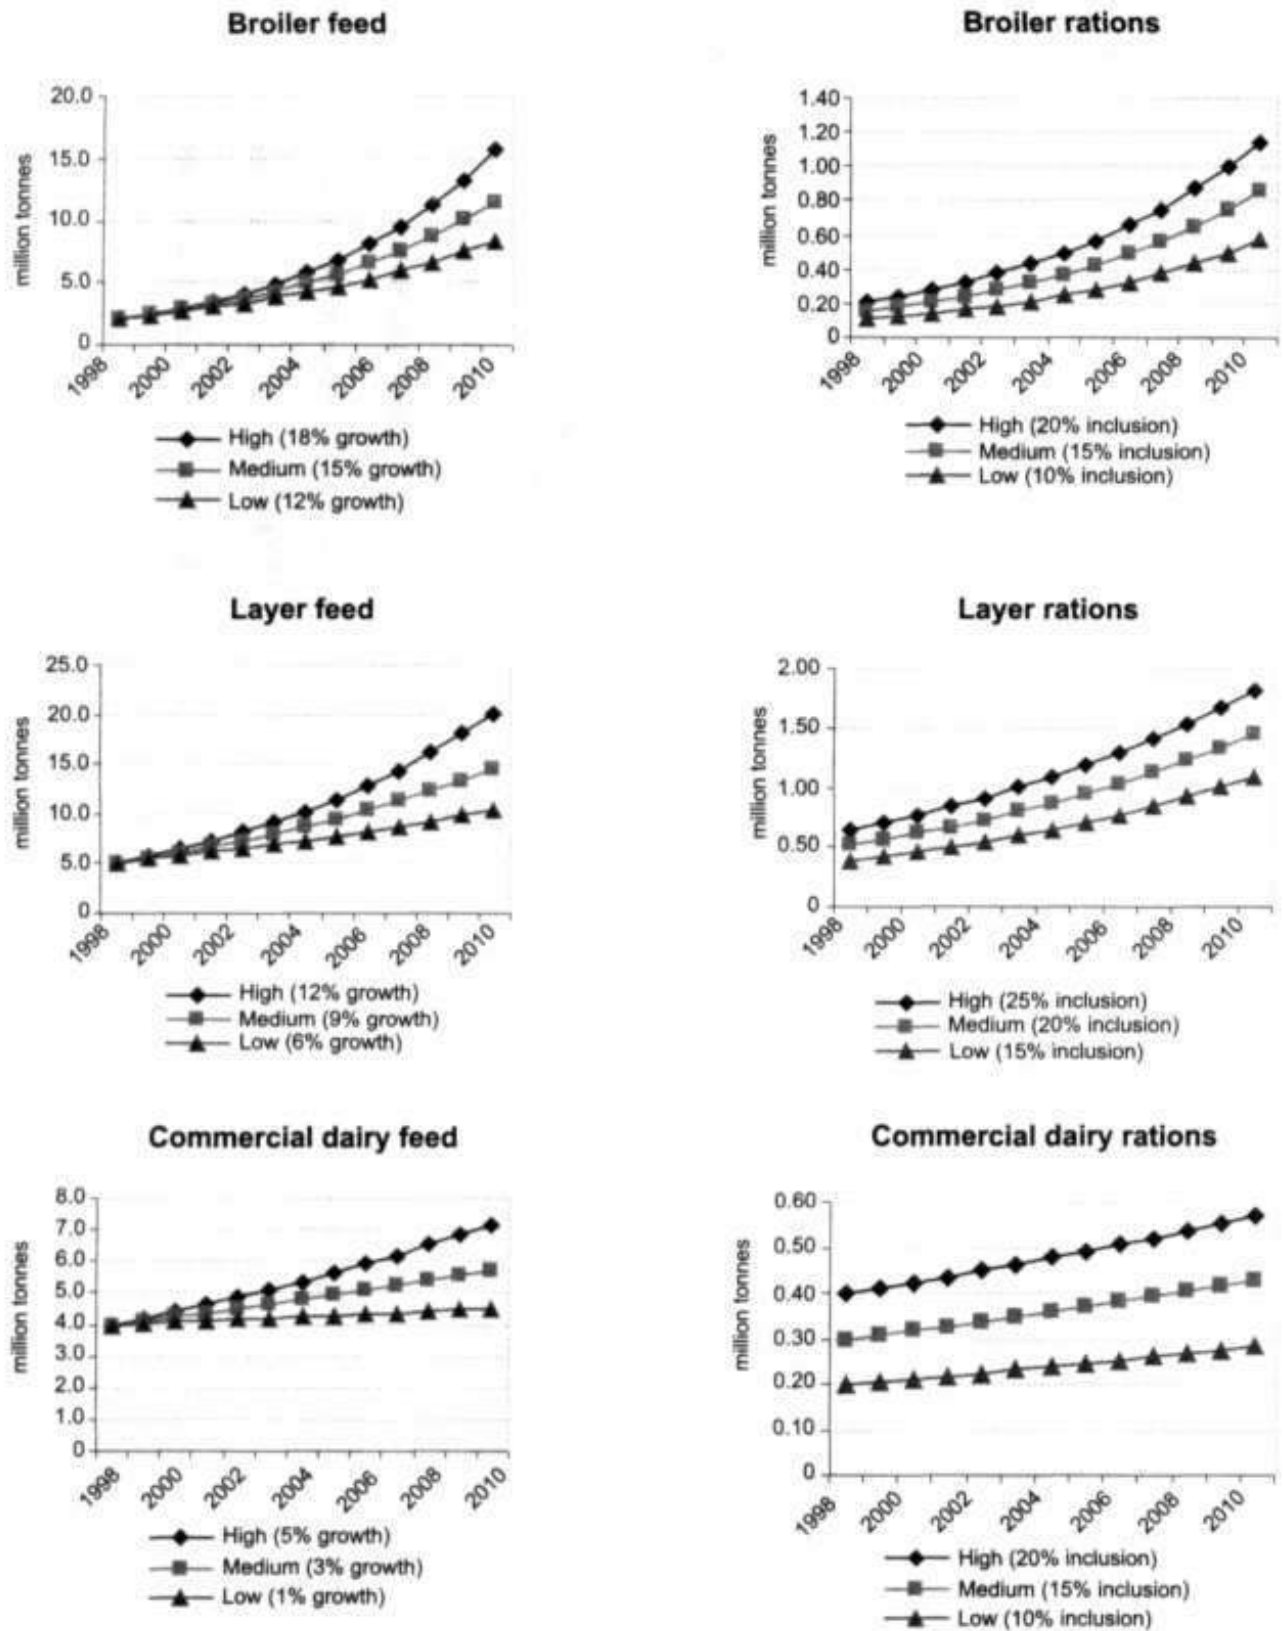 Broiler feed
million tonnes
20.0
15.0
10.0
5.0
0
1998
2000
2002
2004
2006
2008
2010
High (18% growth)
Medium (15% growth)
Low (12% growth)
Broiler rations
million tonnes
1.40
1.20
1.00
0.80
0.60
0.40
0.20
0
1998
2000
2002
2004
2006
2008
2010
High (20% inclusion)
Medium (15% inclusion)
Low (10% inclusion)
Layer feed
million tonnes
25.0
20.0
15.0
10.0
5.0
0
1998
2000
2002
2004
2006
2008
2010
High (12% growth)
Medium (9% growth)
Low (6% growth)
Layer rations
million tonnes
2.00
1.50
1.00
0.50
0
1998
2000
2002
2004
2006
2008
2010
High (25% inclusion)
Medium (20% inclusion)
Low (15% inclusion)
Commercial dairy feed
million tonnes
8.0
7.0
6.0
5.0
4.0
3.0
2.0
1.0
0
1998
2000
2002
2004
2006
2008
2010
High (5% growth)
Medium (3% growth)
Low (1% growth)
Commercial dairy rations
million tonnes
0.60
0.50
0.40
0.30
0.20
0.10
0
1998
2000
2002
2004
2006
2008
2010
High (20% inclusion)
Medium (15% inclusion)
Low (10% inclusion)